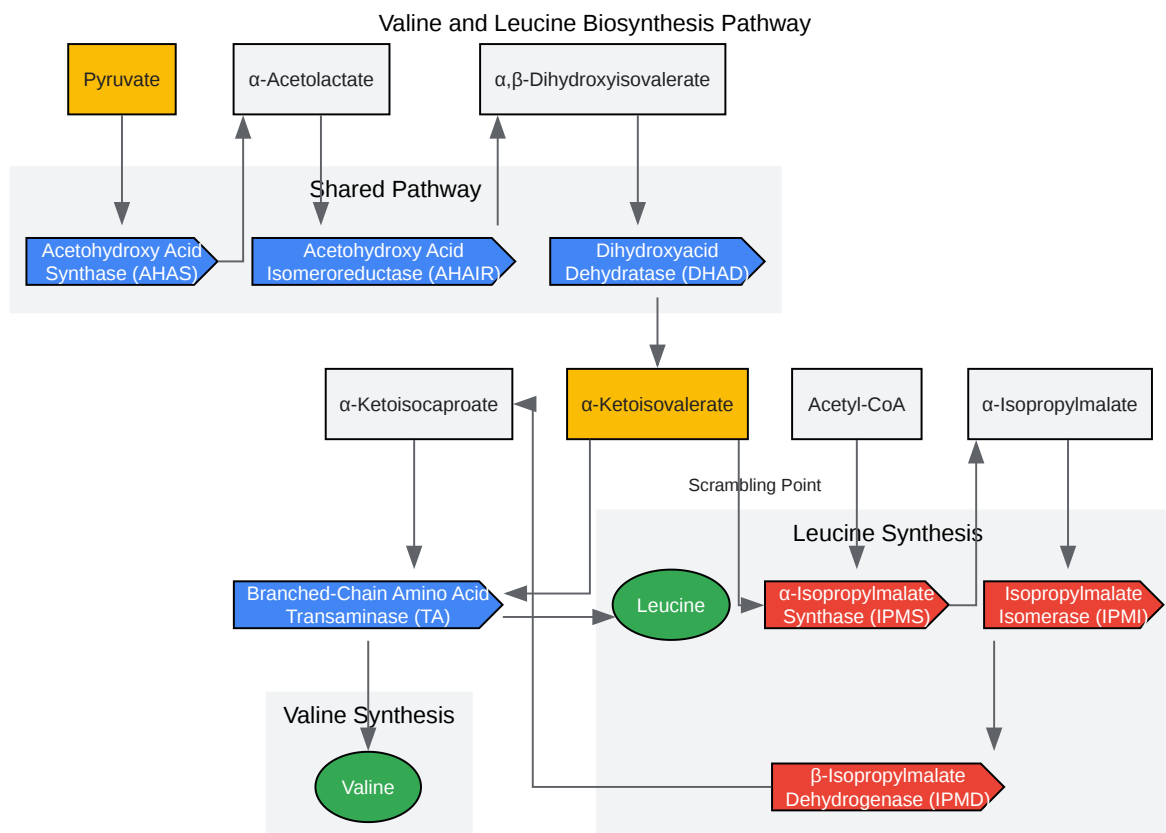 Valine and Leucine Biosynthesis Pathway
Pyruvate
α-Acetolactate
α,β-Dihydroxyisovalerate
Shared Pathway
Acetohydroxy Acid
Synthase (AHAS)
Acetohydroxy Acid
Isomeroreductase (AHAIR)
Dihydroxyacid
Dehydratase (DHAD)
α-Ketoisocaproate
α-Ketoisovalerate
Acetyl-CoA
α-Isopropylmalate
Scrambling Point
Leucine Synthesis
Branched-Chain Amino Acid
Transaminase (TA)
Leucine
α-Isopropylmalate
Synthase (IPMS)
Isopropylmalate
Isomerase (IPMI)
Valine Synthesis
Valine
β-Isopropylmalate
Dehydrogenase (IPMD)